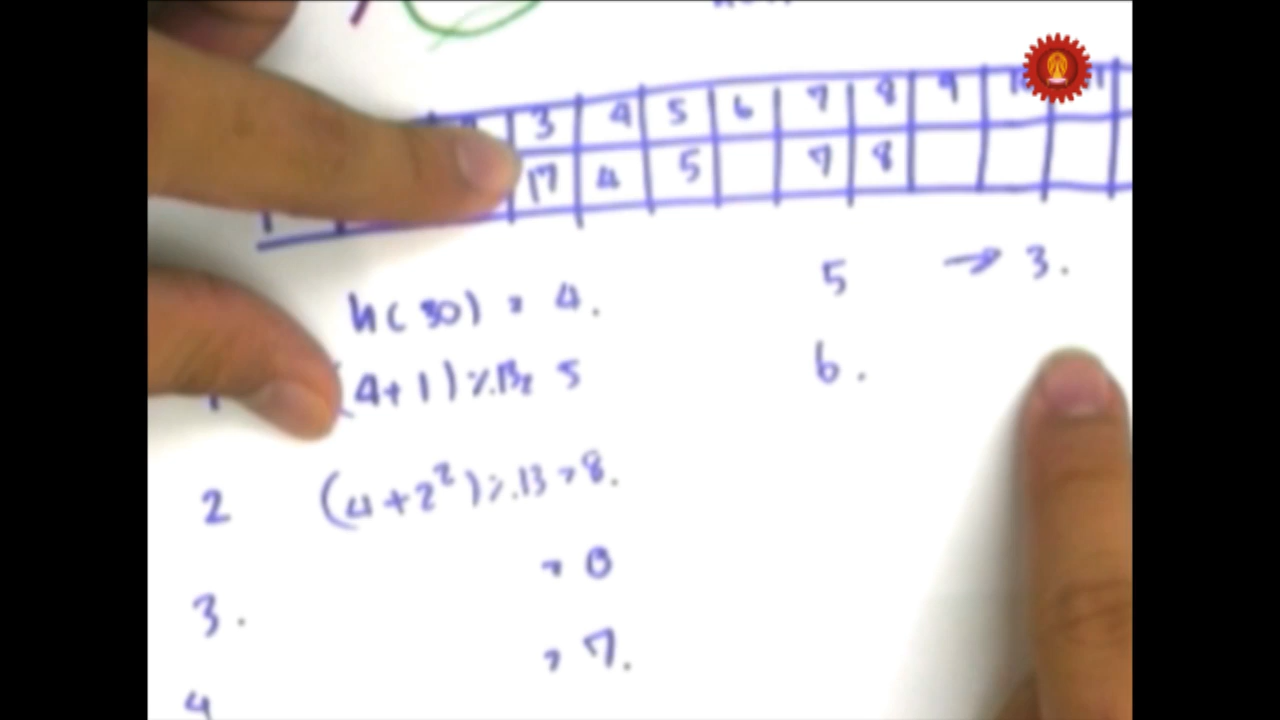 3 4 5 6 7 8 9
17 4 5 7 8
h(30) = 4.
5 → 3.
(4+1)%13= 5
6.
2 (4+2²)%.13 = 8.
3. = 0
4 = 7.